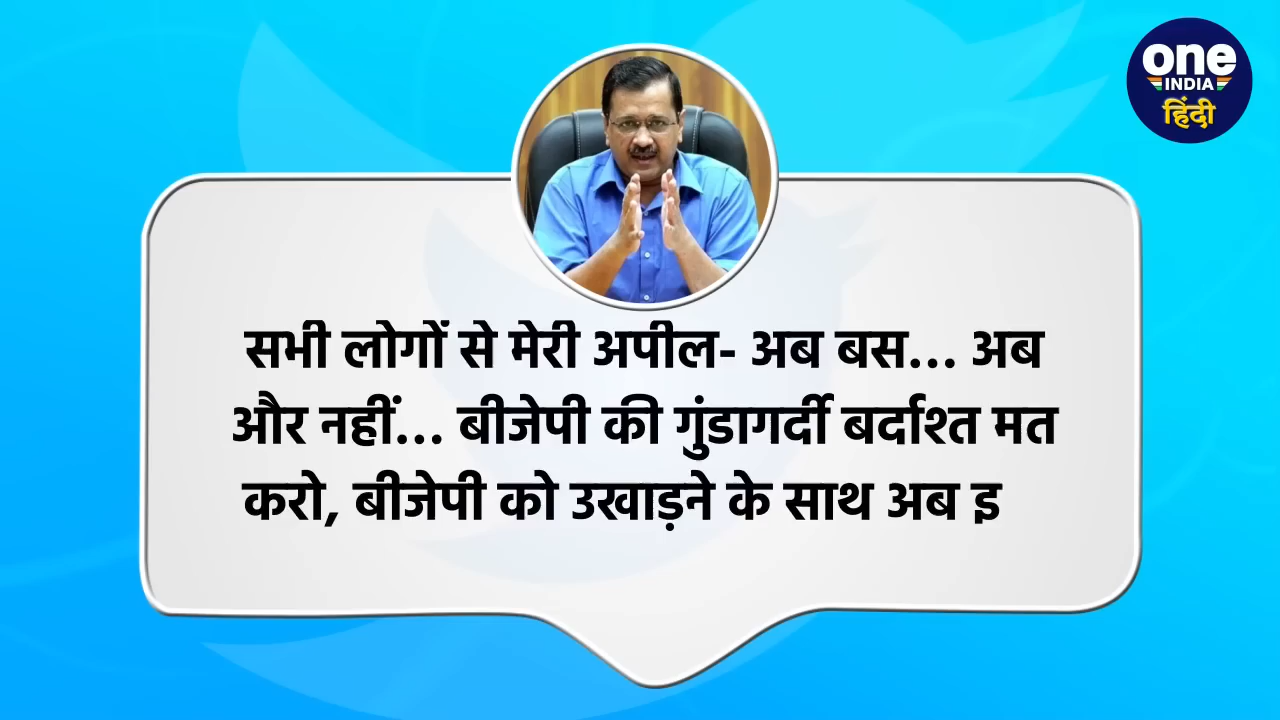 one
INDIA
हिंदी
सभी लोगों से मेरी अपील- अब बस... अब
और नहीं... बीजेपी की गुंडागर्दी बर्दाश्त मत
करो, बीजेपी को उखाड़ने के साथ अब इ